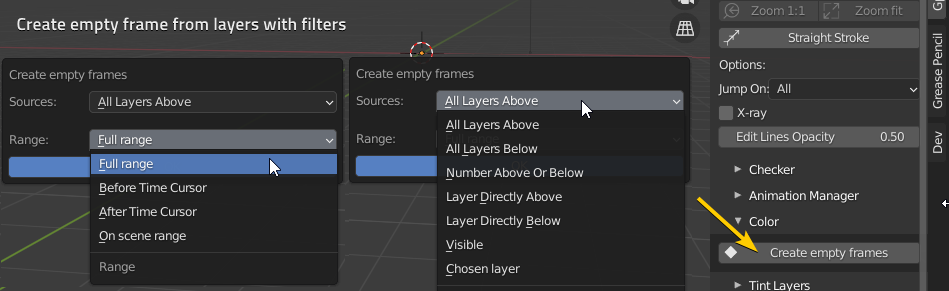 Create empty frame from layers with filters
Create empty frames
Sources: All Layers Above
Range: Full range
Full range
Before Time Cursor
After Time Cursor
On scene range
Range
Create empty frames
Sources: All Layers Above
Range:
All Layers Above
All Layers Below
Number Above Or Below
Layer Directly Above
Layer Directly Below
Visible
Chosen layer
Zoom 1:1 Zoom fit
Straight Stroke
Options:
Jump On: All
X-ray
Edit Lines Opacity 0.50
Checker
Animation Manager
Color
Create empty frames
Tint Layers
Grease Pencil
Dev